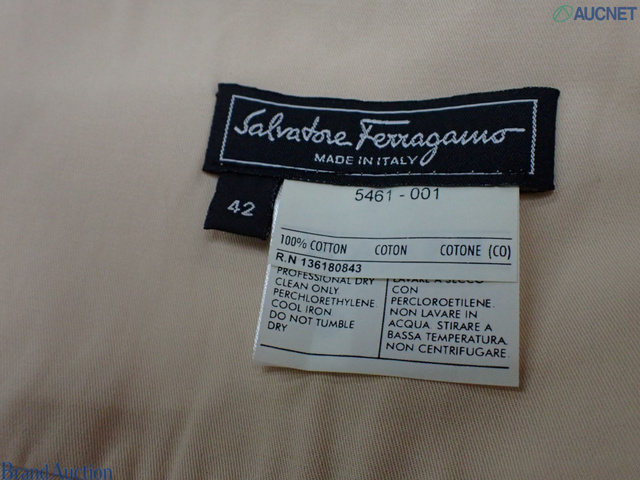 AUCNET
Salvatore Ferragamo
MADE IN ITALY
42
5461-001
100% COTTON COTON COTONE (CO)
R.N 136180843
PROFESSIONAL DRY
CLEAN ONLY
PERCHLORETHYLENE
COOL IRON
DO NOT TUMBLE
DRY
LAVARE A SECCO
CON
PERCLOROETILENE.
NON LAVARE IN
ACQUA. STIRARE A
BASSA TEMPERATURA.
NON CENTRIFUGARE.
Brand Auction